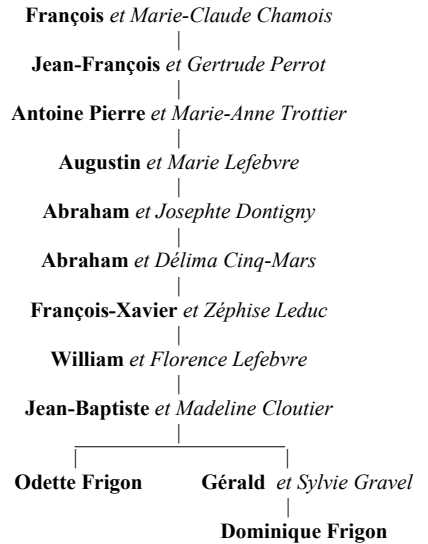 François et Marie-Claude Chamois
Jean-François et Gertrude Perrot
Antoine Pierre et Marie-Anne Trottier
Augustin et Marie Lefebvre
Abraham et Josephte Dontigny
Abraham et Délima Cinq-Mars
François-Xavier et Zéphise Leduc
William et Florence Lefebvre
Jean-Baptiste et Madeline Cloutier
Odette Frigon Gérald et Sylvie Gravel
Dominique Frigon